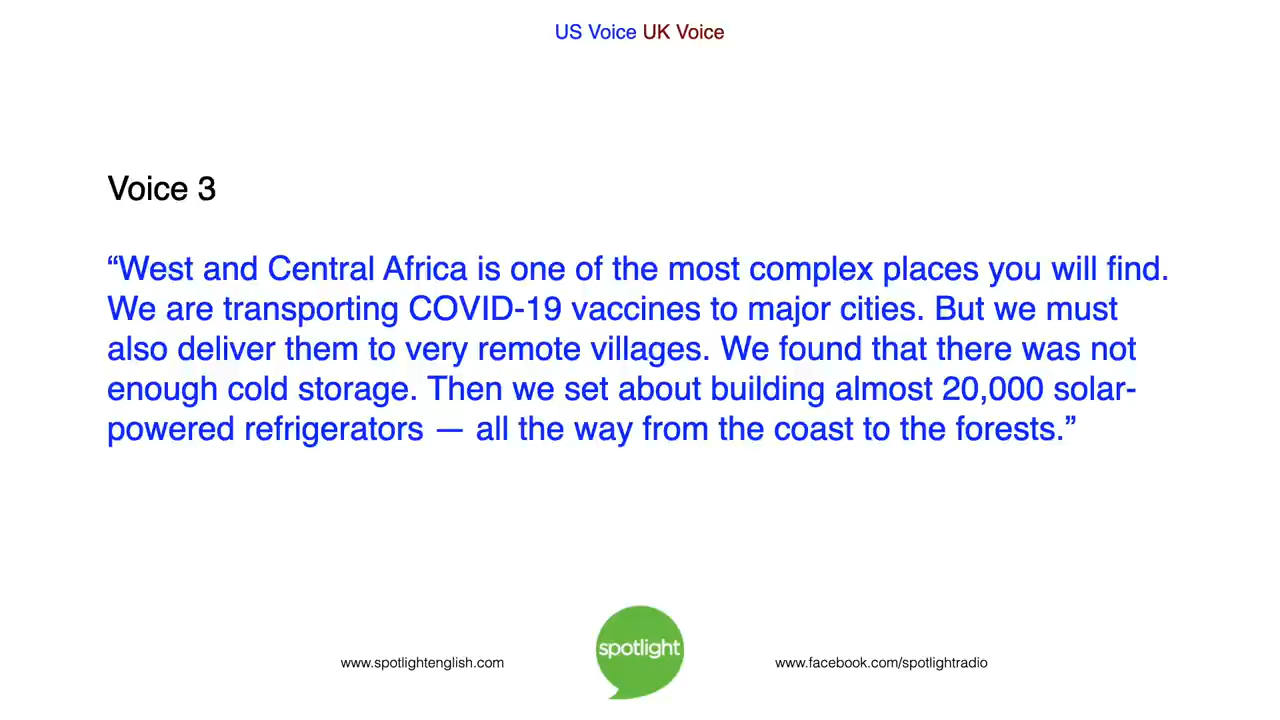 US Voice UK Voice
Voice 3
“West and Central Africa is one of the most complex places you will find.
We are transporting COVID-19 vaccines to major cities. But we must
also deliver them to very remote villages. We found that there was not
enough cold storage. Then we set about building almost 20,000 solar-
powered refrigerators — all the way from the coast to the forests.”
spotlight
www.spotlightenglish.com
www.facebook.com/spotlightradio